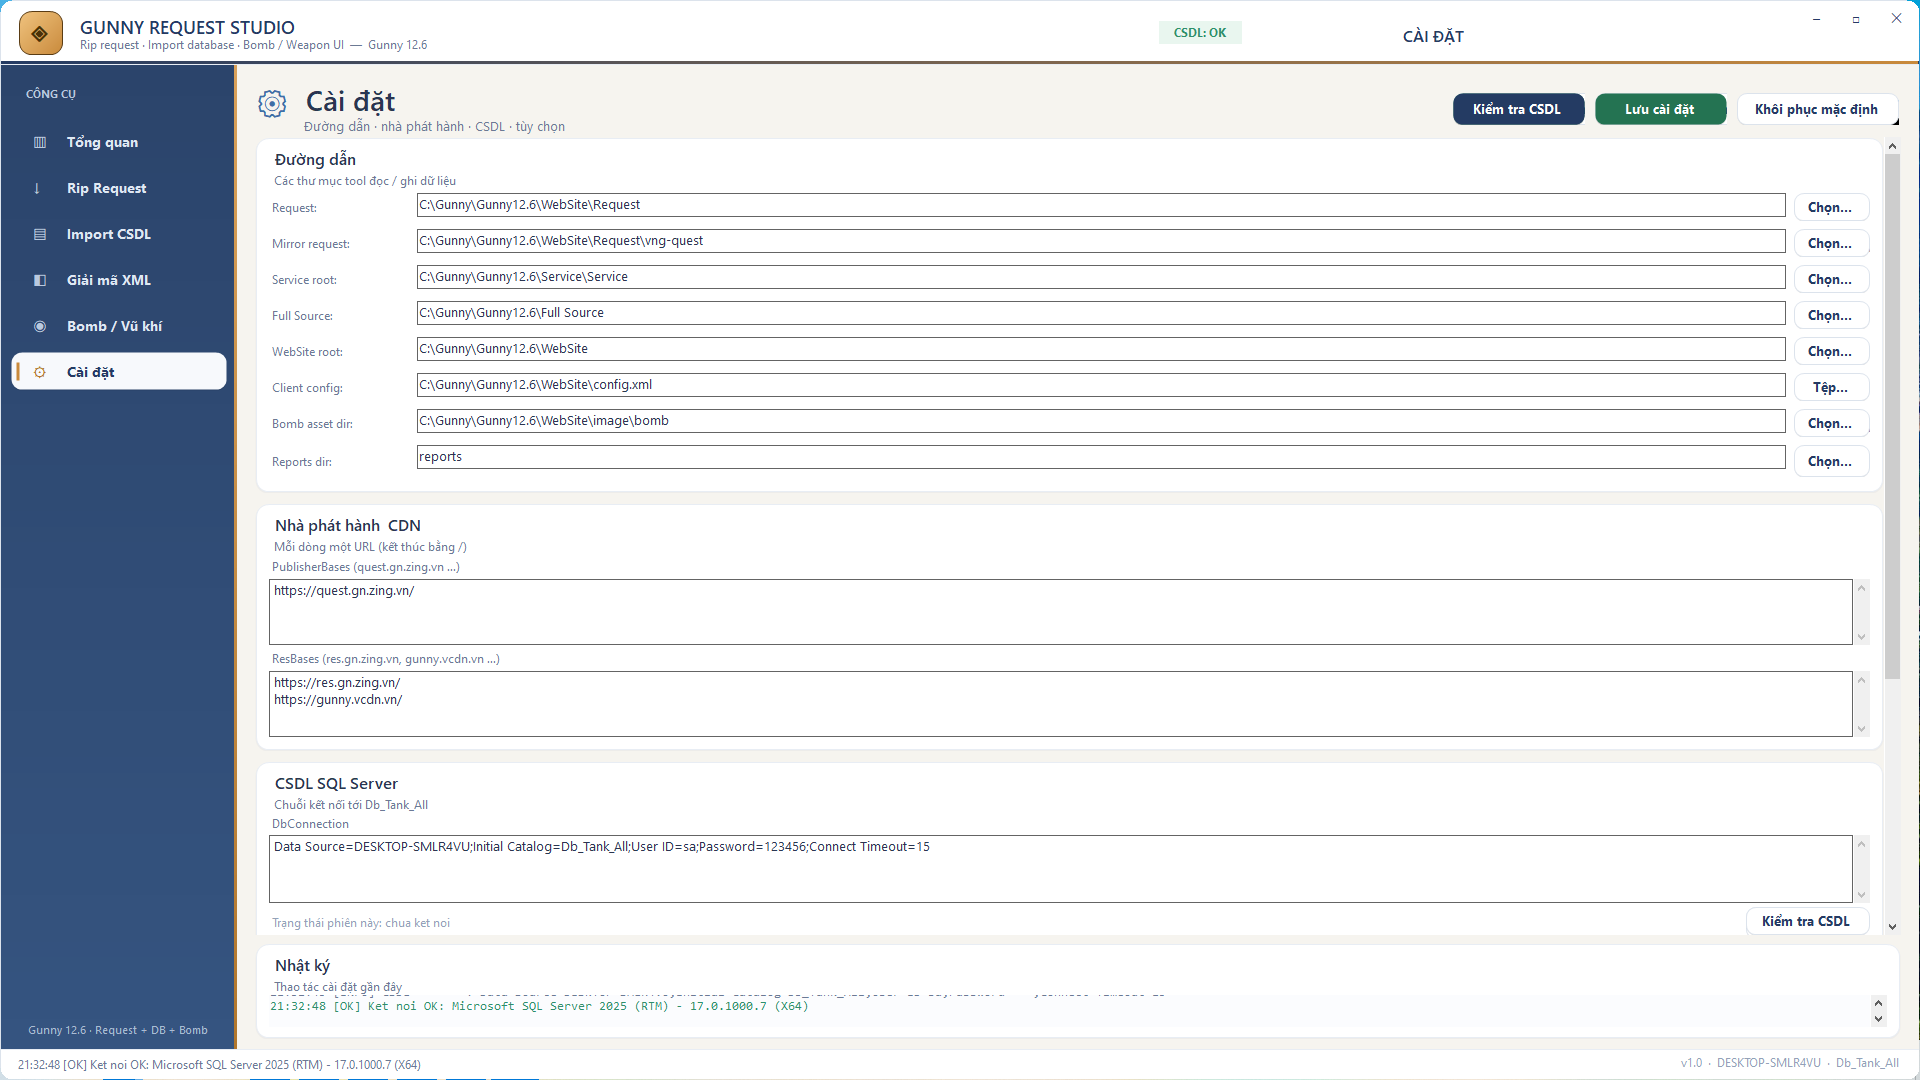 GUNNY REQUEST STUDIO
Rip request · Import database · Bomb / Weapon UI — Gunny 12.6
CSDL: OK
CÀI ĐẶT
CÔNG CỤ
Tổng quan
Rip Request
Import CSDL
Giải mã XML
Bomb / Vũ khí
Cài đặt
Gunny 12.6 · Request + DB + Bomb
Cài đặt
Đường dẫn · nhà phát hành · CSDL · tùy chọn
Kiểm tra CSDL
Lưu cài đặt
Khôi phục mặc định
Đường dẫn
Các thư mục tool đọc / ghi dữ liệu
Request: C:\Gunny\Gunny12.6\WebSite\Request Chọn...
Mirror request: C:\Gunny\Gunny12.6\WebSite\Request\vng-quest Chọn...
Service root: C:\Gunny\Gunny12.6\Service\Service Chọn...
Full Source: C:\Gunny\Gunny12.6\Full Source Chọn...
WebSite root: C:\Gunny\Gunny12.6\WebSite Chọn...
Client config: C:\Gunny\Gunny12.6\WebSite\config.xml Tệp...
Bomb asset dir: C:\Gunny\Gunny12.6\WebSite\image\bomb Chọn...
Reports dir: reports Chọn...
Nhà phát hành CDN
Mỗi dòng một URL (kết thúc bằng /)
PublisherBases (quest.gn.zing.vn ...)
https://quest.gn.zing.vn/
ResBases (res.gn.zing.vn, gunny.vcdn.vn ...)
https://res.gn.zing.vn/
https://gunny.vcdn.vn/
CSDL SQL Server
Chuỗi kết nối tới Db_Tank_All
DbConnection
Data Source=DESKTOP-SMLR4VU;Initial Catalog=Db_Tank_All;User ID=sa;Password=123456;Connect Timeout=15
Trạng thái phiên này: chua ket noi
Kiểm tra CSDL
Nhật ký
Thao tác cài đặt gần đây
21:32:48 [OK] Ket noi OK: Microsoft SQL Server 2025 (RTM) - 17.0.1000.7 (X64)
21:32:48 [OK] Ket noi OK: Microsoft SQL Server 2025 (RTM) - 17.0.1000.7 (X64)
v1.0 · DESKTOP-SMLR4VU · Db_Tank_All